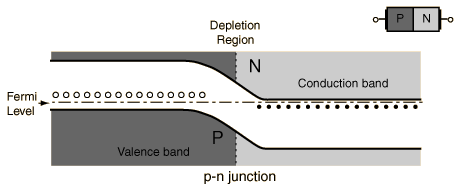 Depletion
Region
P N
N
Conduction band
Fermi
Level
P
Valence band
p-n junction